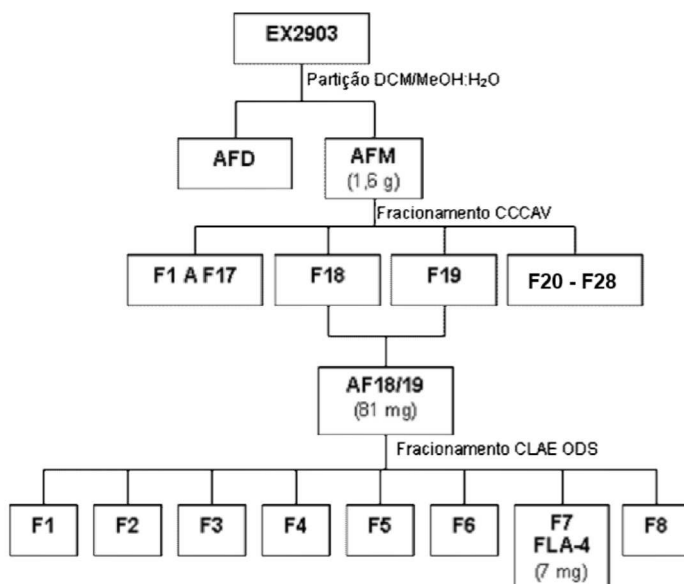 EX2903
Partição DCM/MeOH:H₂O
AFD
AFM
(1,6 g)
Fracionamento CCCAV
F1 A F17
F18
F19
F20 - F28
AF18/19
(81 mg)
Fracionamento CLAE ODS
F1
F2
F3
F4
F5
F6
F7
FLA-4
(7 mg)
F8